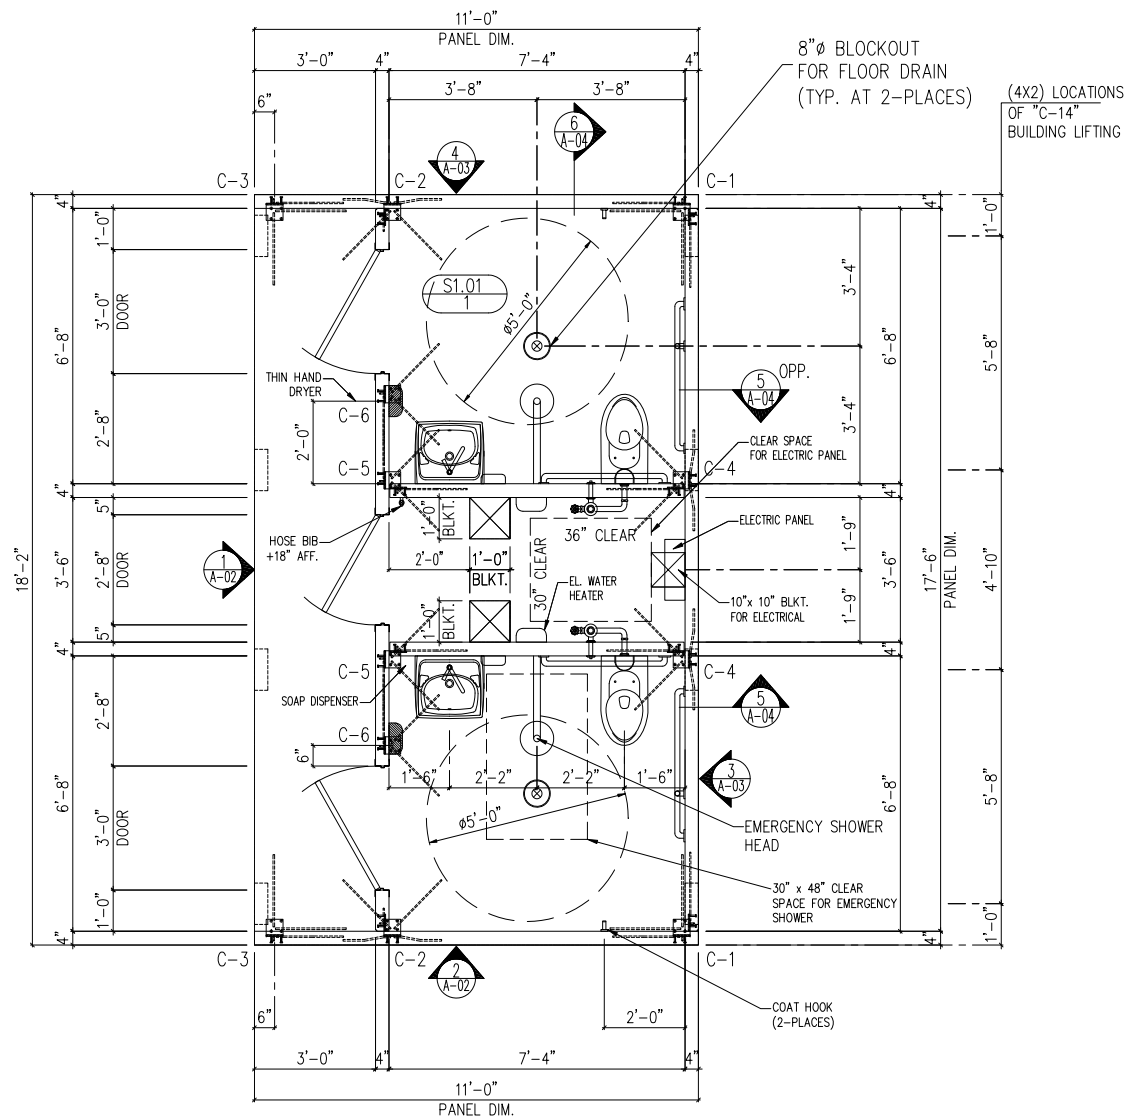 11'-0"
PANEL DIM.
3'-0"
4"
7'-4"
4"
3'-8"
3'-8"
6"
8"ø BLOCKOUT
FOR FLOOR DRAIN
(TYP. AT 2-PLACES)
(4X2) LOCATIONS
OF "C-14"
BUILDING LIFTING
6
A-04
4
A-03
C-3
C-2
C-1
4"
1'-0"
3'-0"
DOOR
6'-8"
2'-8"
4"
4"
1'-0"
3'-4"
5'-8"
6'-8"
3'-4"
S1.01
1
ø5'-0"
THIN HAND
DRYER
C-6
2'-0"
C-5
5
A-04
OPP.
CLEAR SPACE
FOR ELECTRIC PANEL
C-4
4"
5"
1'-0"
BLKT.
36" CLEAR
ELECTRIC PANEL
HOSE BIB
+18" AFF.
2'-0"
1'-0"
BLKT.
30" CLEAR
EL. WATER
HEATER
10"x 10" BLKT.
FOR ELECTRICAL
1'-0"
BLKT.
1
A-02
18'-2"
3'-6"
2'-8"
DOOR
5"
4"
1'-9"
1'-9"
3'-6"
17'-6"
PANEL DIM.
4'-10"
4"
C-5
C-4
SOAP DISPENSER
5
A-04
C-6
6"
2'-8"
6'-8"
3'-0"
DOOR
1'-0"
4"
1'-6"
2'-2"
2'-2"
1'-6"
ø5'-0"
3
A-03
EMERGENCY SHOWER
HEAD
30" x 48" CLEAR
SPACE FOR EMERGENCY
SHOWER
6'-8"
5'-8"
1'-0"
4"
C-3
C-2
C-1
2
A-02
COAT HOOK
(2-PLACES)
6"
2'-0"
3'-0"
4"
7'-4"
4"
11'-0"
PANEL DIM.